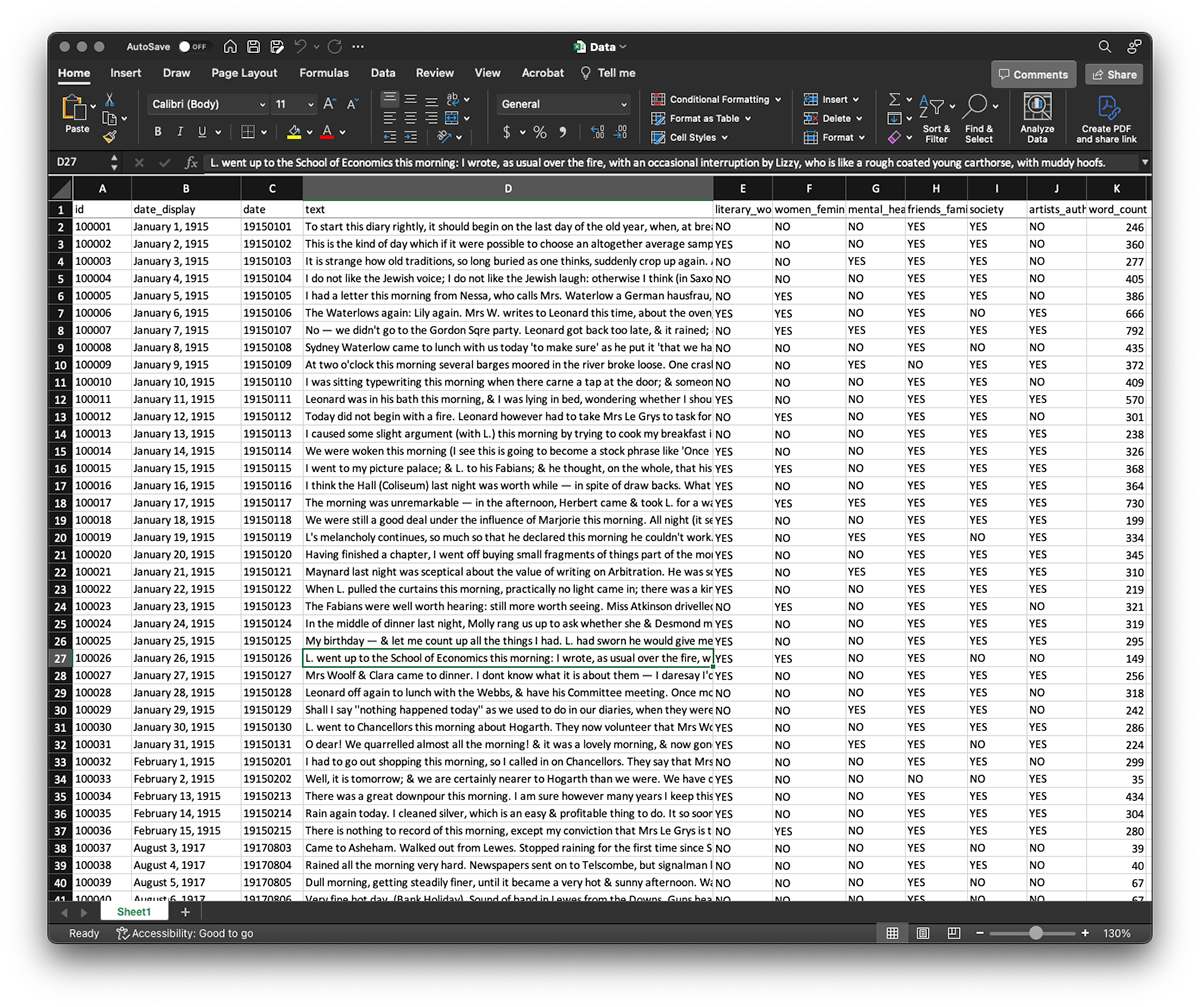 AutoSave OFF Data
Home Insert Draw Page Layout Formulas Data Review View Acrobat Tell me Comments Share
Paste Calibri (Body) 11 A A ab General Conditional Formatting Format as Table Cell Styles Insert Delete Format Sort & Filter Find & Select Analyze Data Create PDF and share link
B I U A $ % 9
D27 fx L. went up to the School of Economics this morning: I wrote, as usual over the fire, with an occasional interruption by Lizzy, who is like a rough coated young carthorse, with muddy hoofs.
A B C D E F G H I J K
1 id date_display date text literary_wo women_femin mental_hea friends_fami society artists_auth word_count
2 100001 January 1, 1915 19150101 To start this diary rightly, it should begin on the last day of the old year, when, at brea NO NO NO YES YES NO 246
3 100002 January 2, 1915 19150102 This is the kind of day which if it were possible to choose an altogether average samp YES NO NO YES YES YES 360
4 100003 January 3, 1915 19150103 It is strange how old traditions, so long buried as one thinks, suddenly crop up again. NO NO YES YES YES NO 277
5 100004 January 4, 1915 19150104 I do not like the Jewish voice; I do not like the Jewish laugh: otherwise I think (in Saxo NO NO NO YES YES NO 405
6 100005 January 5, 1915 19150105 I had a letter this morning from Nessa, who calls Mrs. Waterlow a German hausfrau, NO YES NO YES YES YES 386
7 100006 January 6, 1915 19150106 The Waterlows again: Lily again. Mrs W. writes to Leonard this time, about the oven NO YES NO YES NO YES 666
8 100007 January 7, 1915 19150107 No — we didn't go to the Gordon Sqre party. Leonard got back too late, & it rained; NO YES YES YES YES YES 792
9 100008 January 8, 1915 19150108 Sydney Waterlow came to lunch with us today 'to make sure' as he put it 'that we ha NO NO NO YES YES NO 435
10 100009 January 9, 1915 19150109 At two o'clock this morning several barges moored in the river broke loose. One crasl NO NO YES NO YES YES 372
11 100010 January 10, 1915 19150110 I was sitting typewriting this morning when there carne a tap at the door; & someon NO NO NO YES YES NO 409
12 100011 January 11, 1915 19150111 Leonard was in his bath this morning, & I was lying in bed, wondering whether I shou YES NO NO YES YES YES 570
13 100012 January 12, 1915 19150112 Today did not begin with a fire. Leonard however had to take Mrs Le Grys to task for NO YES NO YES YES NO 301
14 100013 January 13, 1915 19150113 I caused some slight argument (with L.) this morning by trying to cook my breakfast i NO NO NO YES YES YES 238
15 100014 January 14, 1915 19150114 We were woken this morning (I see this is going to become a stock phrase like 'Once YES NO NO YES YES YES 326
16 100015 January 15, 1915 19150115 I went to my picture palace; & L. to his Fabians; & he thought, on the whole, that his YES YES NO YES YES YES 368
17 100016 January 16, 1915 19150116 I think the Hall (Coliseum) last night was worth while — in spite of draw backs. What YES NO NO YES YES YES 364
18 100017 January 17, 1915 19150117 The morning was unremarkable — in the afternoon, Herbert came & took L. for a wa YES YES YES YES YES YES 730
19 100018 January 18, 1915 19150118 We were still a good deal under the influence of Marjorie this morning. All night (it se YES NO NO YES YES YES 199
20 100019 January 19, 1915 19150119 L's melancholy continues, so much so that he declared this morning he couldn't work. YES NO YES YES NO YES 334
21 100020 January 20, 1915 19150120 Having finished a chapter, I went off buying small fragments of things part of the mor YES NO NO YES YES YES 345
22 100021 January 21, 1915 19150121 Maynard last night was sceptical about the value of writing on Arbitration. He was so YES NO YES YES YES YES 310
23 100022 January 22, 1915 19150122 When L. pulled the curtains this morning, practically no light came in; there was a kin YES NO NO YES YES YES 219
24 100023 January 23, 1915 19150123 The Fabians were well worth hearing: still more worth seeing. Miss Atkinson drivelled NO YES NO YES YES NO 321
25 100024 January 24, 1915 19150124 In the middle of dinner last night, Molly rang us up to ask whether she & Desmond m YES NO NO YES YES YES 319
26 100025 January 25, 1915 19150125 My birthday — & let me count up all the things I had. L. had sworn he would give me YES NO NO YES YES YES 295
27 100026 January 26, 1915 19150126 L. went up to the School of Economics this morning: I wrote, as usual over the fire, w YES YES NO YES NO NO 149
28 100027 January 27, 1915 19150127 Mrs Woolf & Clara came to dinner. I dont know what it is about them — I daresay I'd YES NO NO YES YES YES 256
29 100028 January 28, 1915 19150128 Leonard off again to lunch with the Webbs, & have his Committee meeting. Once mo NO NO NO YES YES NO 318
30 100029 January 29, 1915 19150129 Shall I say "nothing happened today" as we used to do in our diaries, when they were NO NO YES YES YES NO 242
31 100030 January 30, 1915 19150130 L. went to Chancellors this morning about Hogarth. They now volunteer that Mrs Wo YES NO NO YES YES YES 286
32 100031 January 31, 1915 19150131 O dear! We quarrelled almost all the morning! & it was a lovely morning, & now gon YES NO YES YES NO YES 224
33 100032 February 1, 1915 19150201 I had to go out shopping this morning, so I called in on Chancellors. They say that Mrs YES NO NO YES YES YES 299
34 100033 February 2, 1915 19150202 Well, it is tomorrow; & we are certainly nearer to Hogarth than we were. We have d YES NO NO NO NO YES 35
35 100034 February 13, 1915 19150213 There was a great downpour this morning. I am sure however many years I keep this YES NO NO YES YES YES 434
36 100035 February 14, 1915 19150214 Rain again today. I cleaned silver, which is an easy & profitable thing to do. It so soor YES NO NO YES YES YES 304
37 100036 February 15, 1915 19150215 There is nothing to record of this morning, except my conviction that Mrs Le Grys is t NO YES NO YES YES YES 280
38 100037 August 3, 1917 19170803 Came to Asheham. Walked out from Lewes. Stopped raining for the first time since S NO NO NO YES NO NO 39
39 100038 August 4, 1917 19170804 Rained all the morning very hard. Newspapers sent on to Telscombe, but signalman l NO NO NO YES YES NO 40
40 100039 August 5, 1917 19170805 Dull morning, getting steadily finer, until it became a very hot & sunny afternoon. Wa NO NO NO YES NO NO 67
41 100040 August 6, 1917 19170806 Very fine hot day. (Bank Holiday). Sound of band in Lewes from the Downs. Guns hea NO NO NO YES YES NO 67
Sheet1 +
Ready Accessibility: Good to go − + 130%